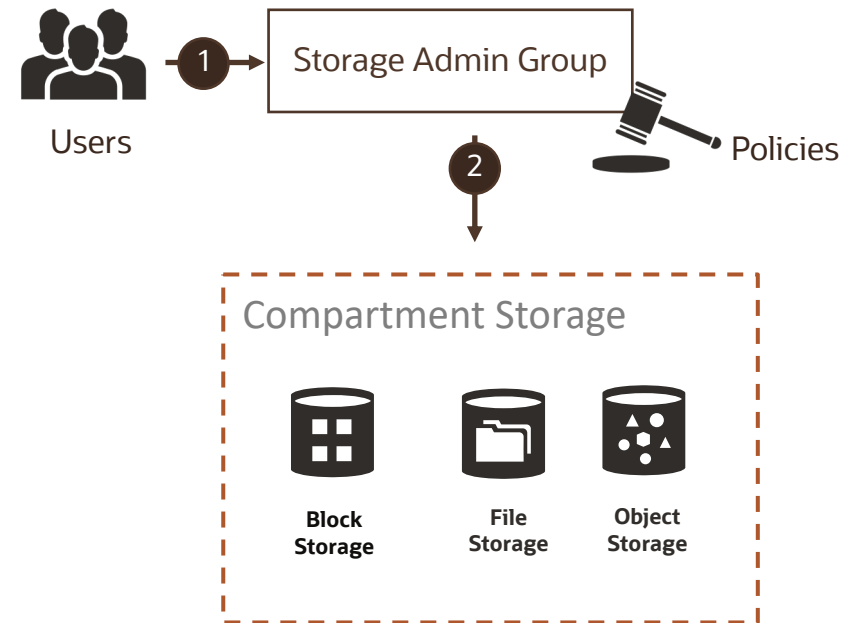 1
Storage Admin Group
Users
Policies
2
Compartment Storage
Block
Storage
File
Storage
Object
Storage